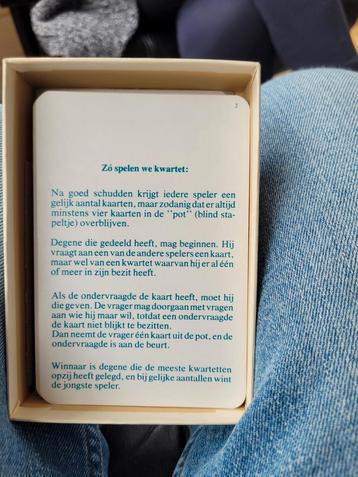 2
Zó spelen we kwartet:
Na goed schudden krijgt iedere speler een
gelijk aantal kaarten, maar zodanig dat er altijd
minstens vier kaarten in de "pot" (blind sta-
peltje) overblijven.
Degene die gedeeld heeft, mag beginnen. Hij
vraagt aan een van de andere spelers een kaart,
maar wel van een kwartet waarvan hij er al één
of meer in zijn bezit heeft.
Als de ondervraagde de kaart heeft, moet hij
die geven. De vrager mag doorgaan met vragen
aan wie hij maar wil, totdat een ondervraagde
de kaart niet blijkt te bezitten.
Dan neemt de vrager één kaart uit de pot, en de
ondervraagde is aan de beurt.
Winnaar is degene die de meeste kwartetten
opzij heeft gelegd, en bij gelijke aantallen wint
de jongste speler.